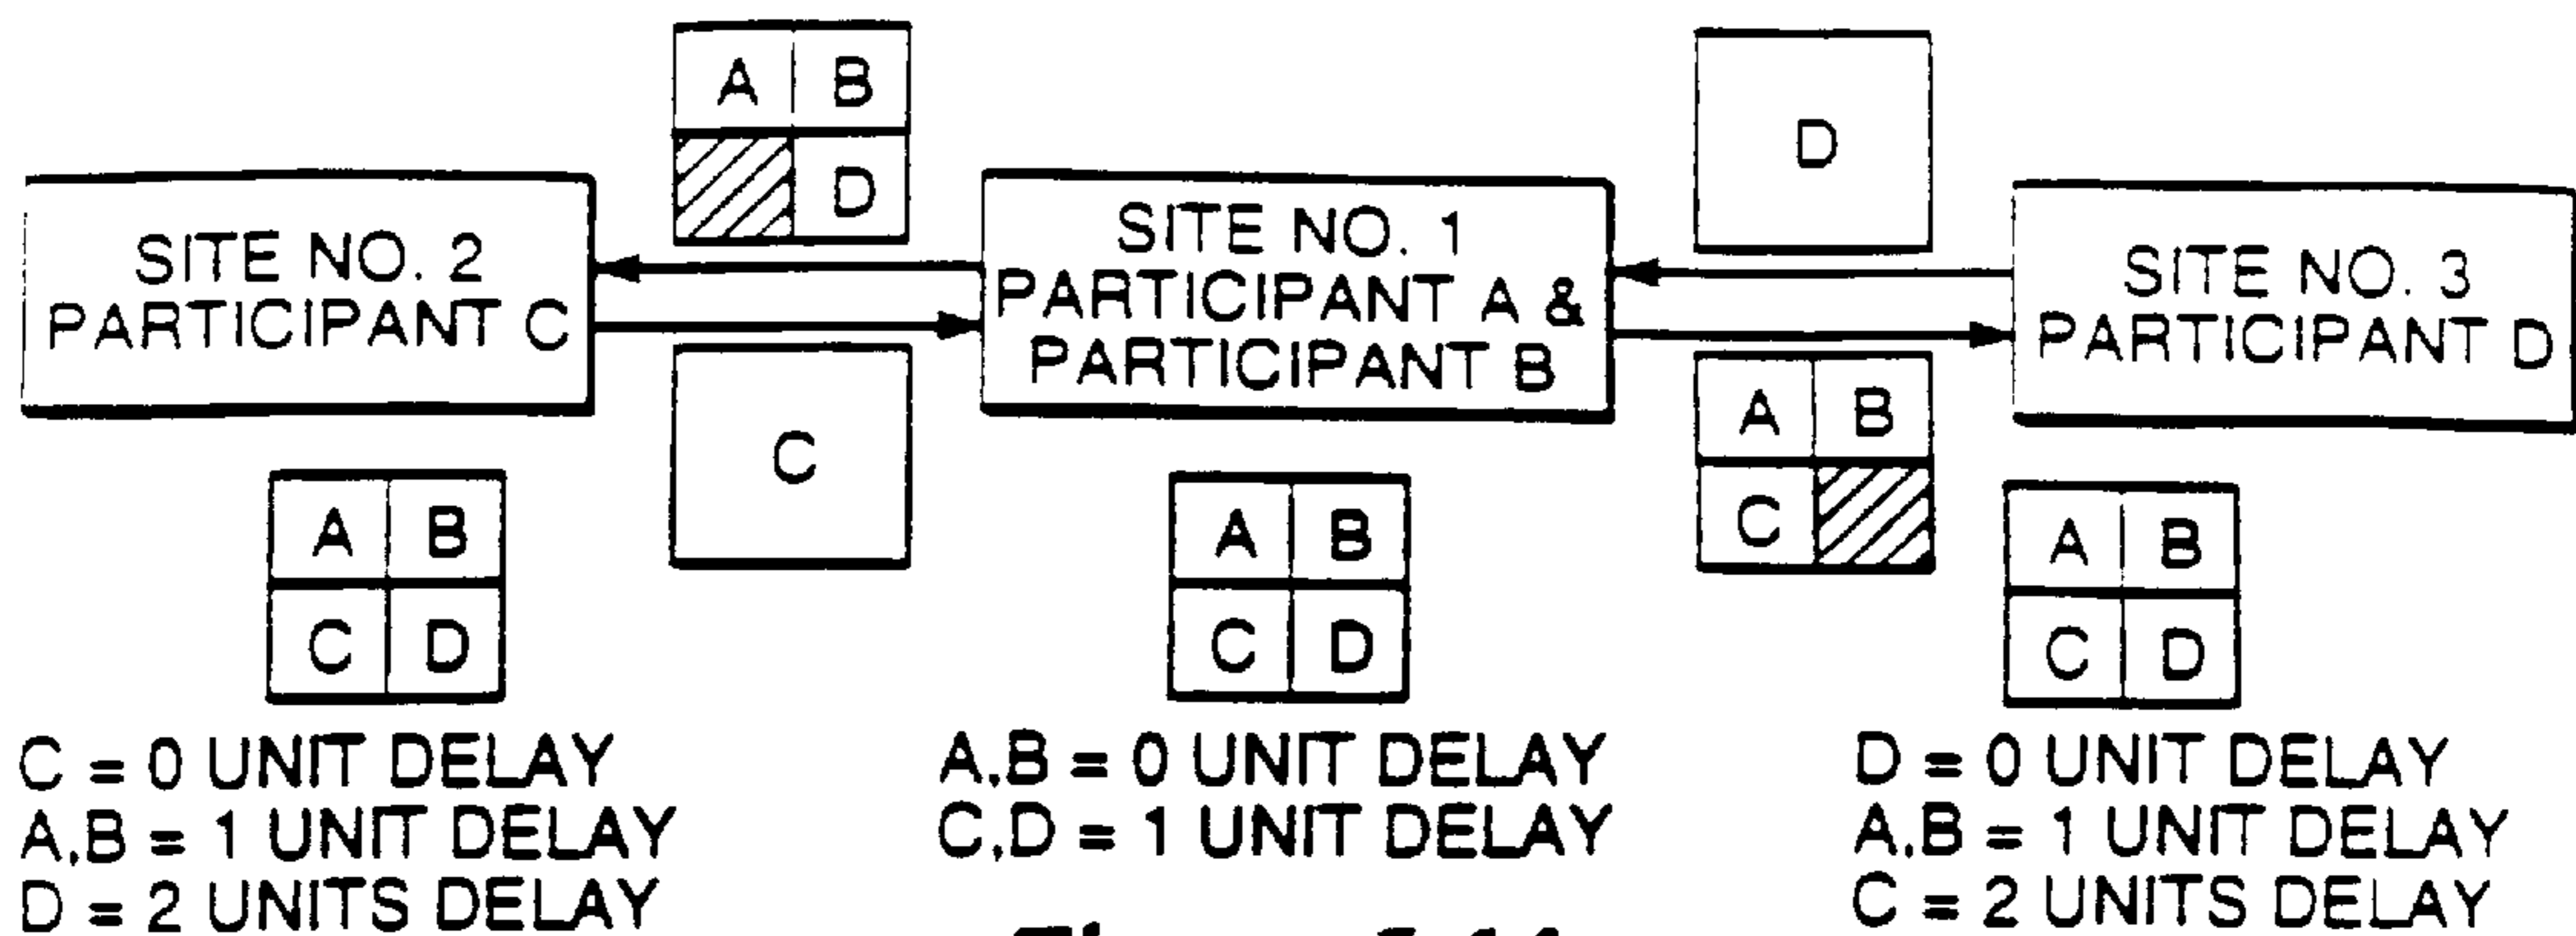 A B
D
D
SITE NO. 2
PARTICIPANT C
SITE NO. 1
PARTICIPANT A &
PARTICIPANT B
SITE NO. 3
PARTICIPANT D
C
A B
C
A B
C D
A B
C D
A B
C D
C = 0 UNIT DELAY
A,B = 1 UNIT DELAY
D = 2 UNITS DELAY
A,B = 0 UNIT DELAY
C,D = 1 UNIT DELAY
D = 0 UNIT DELAY
A,B = 1 UNIT DELAY
C = 2 UNITS DELAY